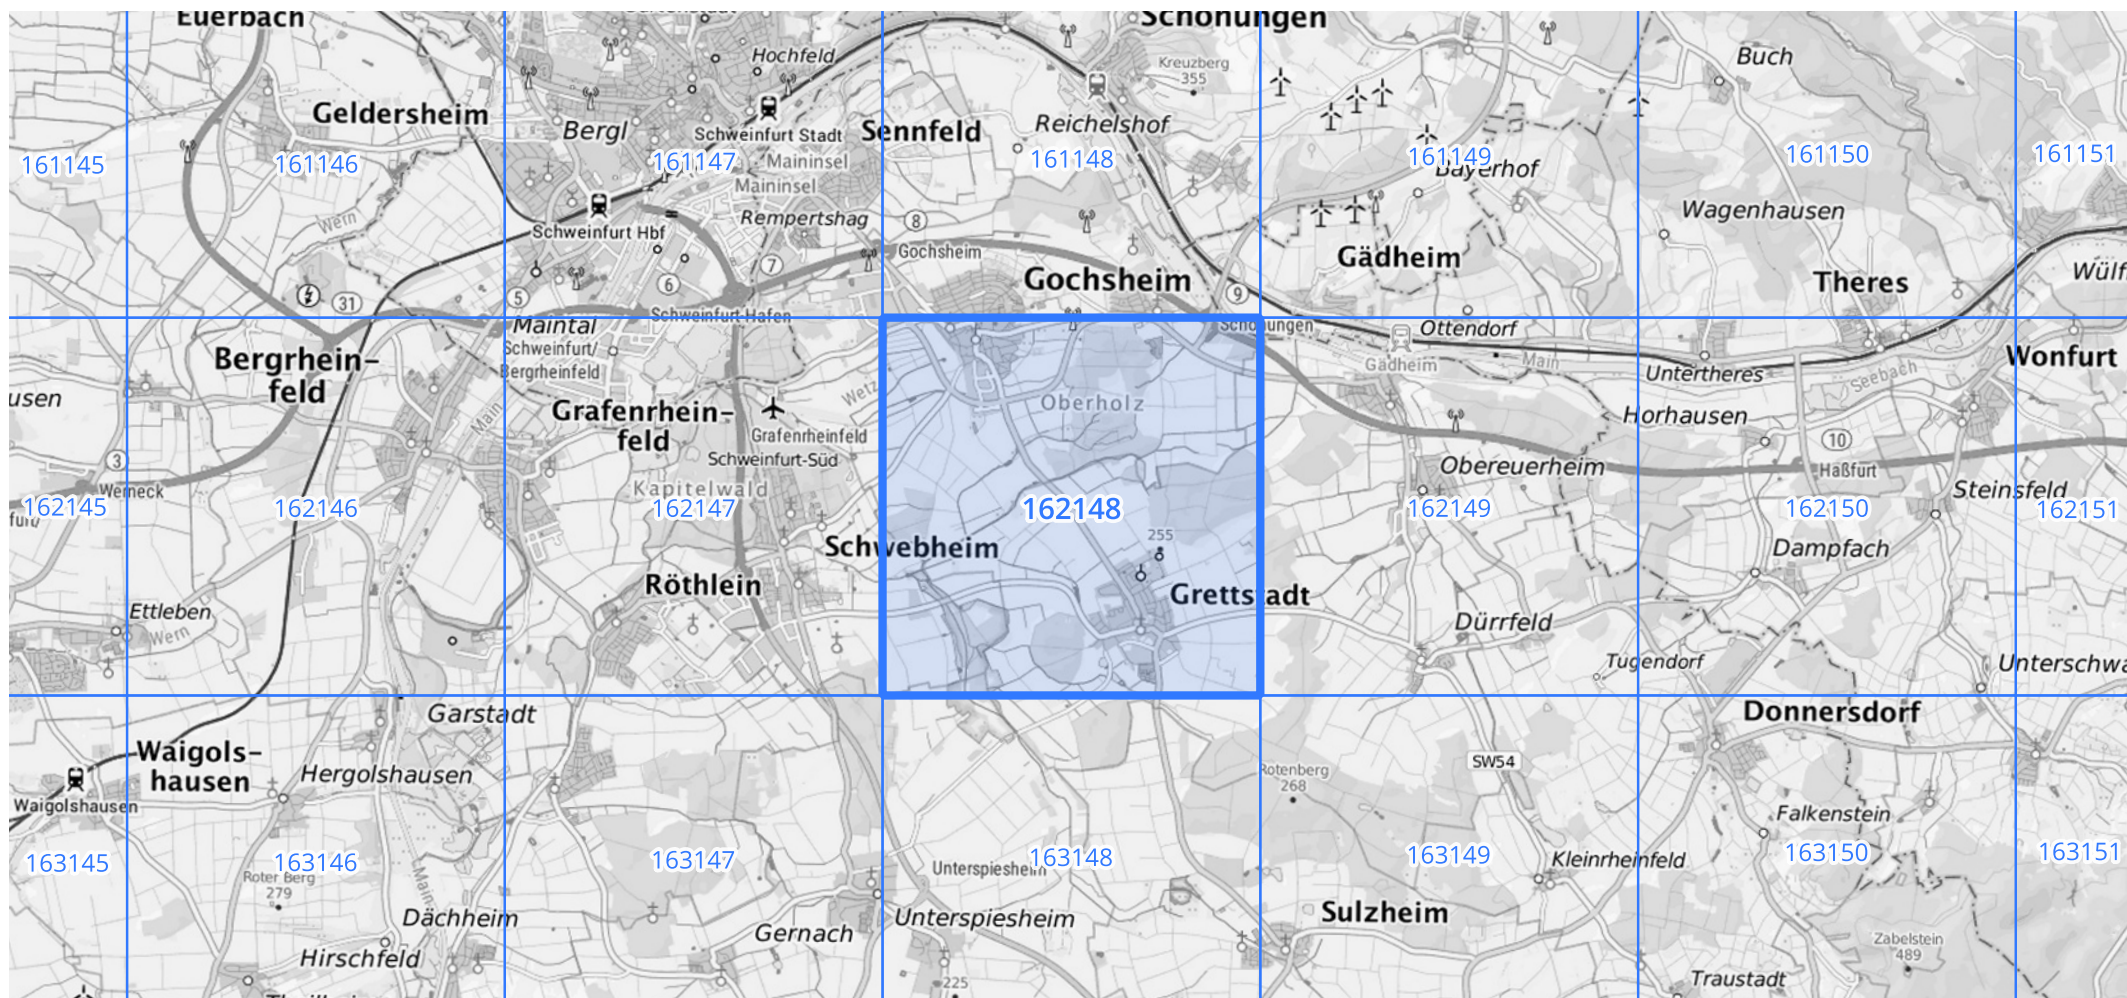 Euerbach
Schonungen
Hochfeld
Buch
Kreuzberg
355
Geldersheim
Bergl
Schweinfurt Stadt
Sennfeld
Reichelshof
161145
161146
161147
Maininsel
161148
161149
161150
161151
Bayerhof
Maininsel
Wern
Rempertshag
Wagenhausen
Schweinfurt Hbf
8
Gochsheim
Gädheim
7
Gochsheim
Theres
Wülf
31
5
6
9
Schweinfurt-Hafen
Maintal
Schonungen
Ottendorf
Schweinfurt/
Bergrheinfeld
Bergrhein-
feld
Gädheim
Main
Untertheres
Seebach
Wonfurt
usen
Main
Grafenrhein-
feld
Wetz
Oberholz
Horhausen
Grafenrheinfeld
Schweinfurt-Süd
10
3
Werneck
Kapitelwald
Obereuerheim
Haßfurt
Steinsfeld
162145
162146
162147
162148
162149
162150
162151
furt/
255
Schwebheim
Dampfach
Röthlein
Grettstadt
Ettleben
Wern
Dürrfeld
Tugendorf
Unterschwa
Garstadt
Donnersdorf
Waigols-
hausen
Hergolshausen
SW54
Rotenberg
268
Waigolshausen
Falkenstein
163145
163146
163147
163148
163149
163150
163151
Unterspiesheim
Kleinrheinfeld
Roter Berg
279
Main
Dächheim
Gernach
Unterspiesheim
Sulzheim
Hirschfeld
Zabelstein
489
225
Traustadt